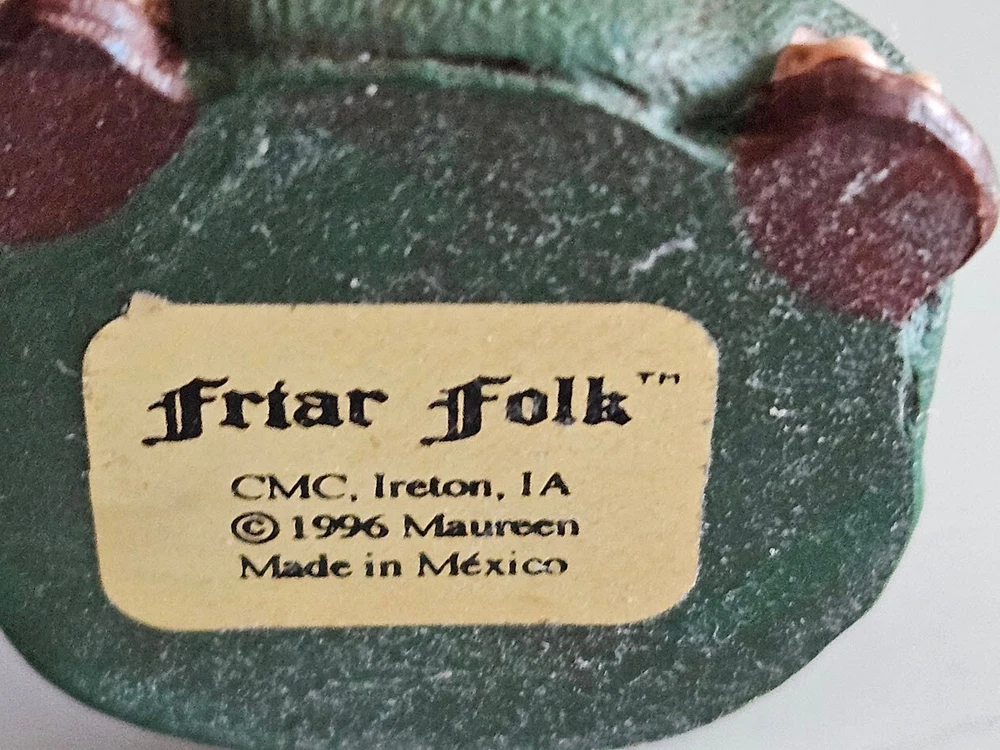 Friar Folk™
CMC, Ireton, IA
© 1996 Maureen
Made in México